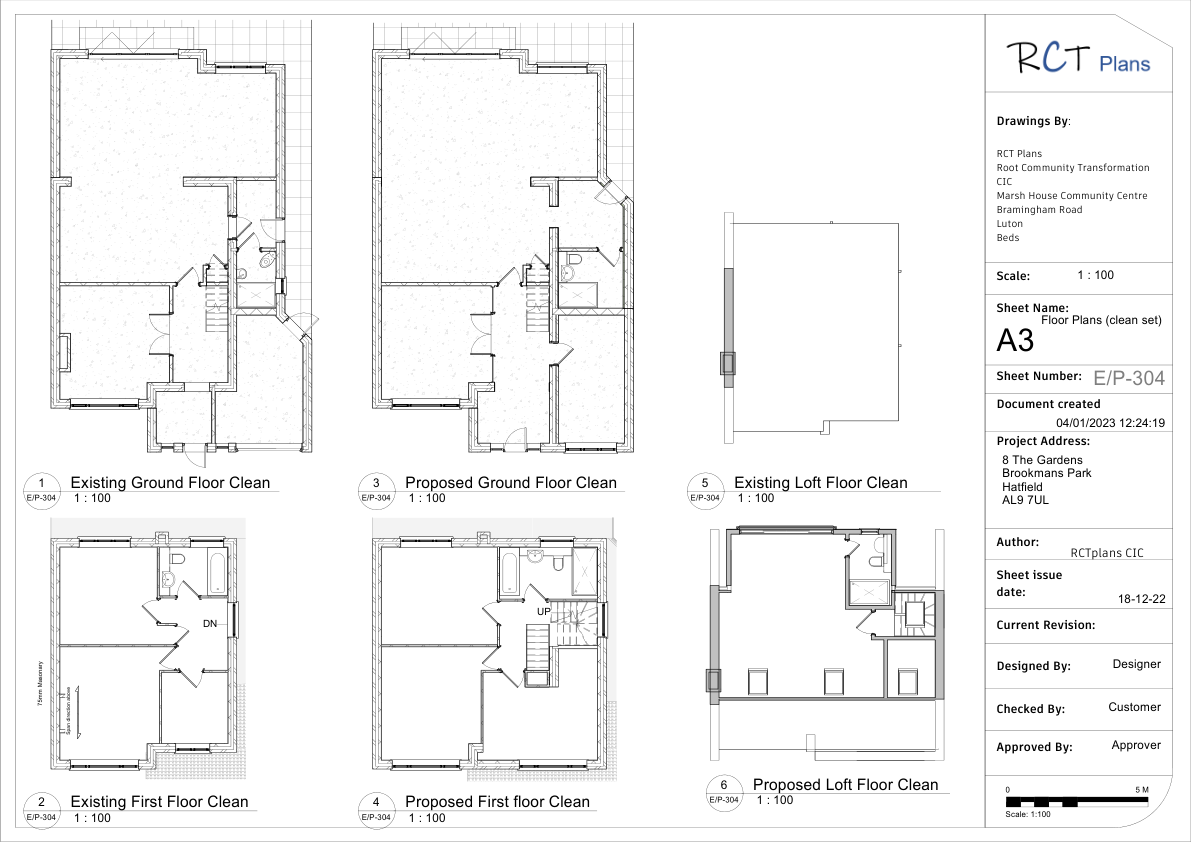 1
E/P-304
Existing Ground Floor Clean
1 : 100
3
E/P-304
Proposed Ground Floor Clean
1 : 100
5
E/P-304
Existing Loft Floor Clean
1 : 100
DN
75mm Masonary
Span direction above
UP
2
E/P-304
Existing First Floor Clean
1 : 100
4
E/P-304
Proposed First floor Clean
1 : 100
6
E/P-304
Proposed Loft Floor Clean
1 : 100
RCT Plans
Drawings By:
RCT Plans
Root Community Transformation
CIC
Marsh House Community Centre
Bramingham Road
Luton
Beds
Scale: 1 : 100
Sheet Name:
Floor Plans (clean set)
A3
Sheet Number: E/P-304
Document created
04/01/2023 12:24:19
Project Address:
8 The Gardens
Brookmans Park
Hatfield
AL9 7UL
Author:
RCTplans CIC
Sheet issue
date:
18-12-22
Current Revision:
Designed By: Designer
Checked By: Customer
Approved By: Approver
0 5 M
Scale: 1:100